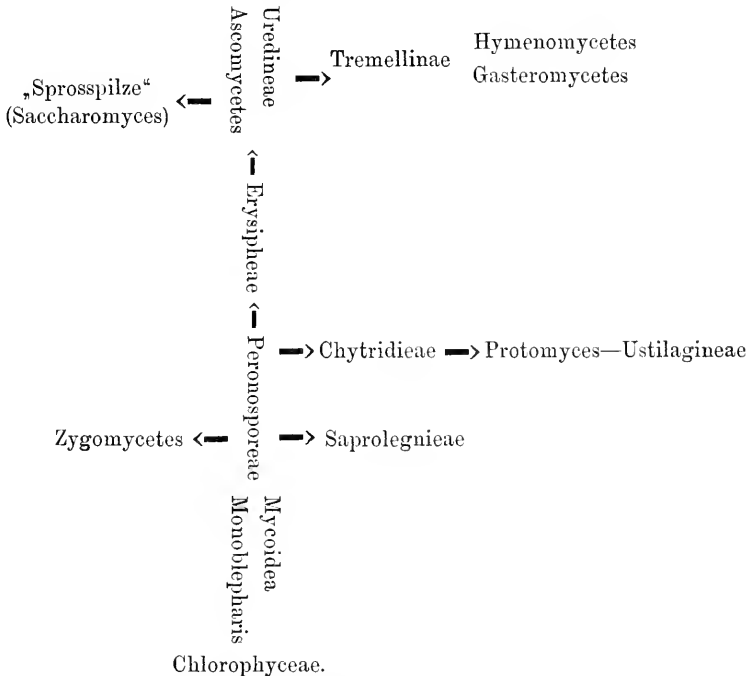 Uredineae
Ascomycetes
Tremellinae
Hymenomycetes
Gasteromycetes
„Sprosspilze“
(Saccharomyces)
Erysipheae
Peronosporeae
Chytridieae
Protomyces—Ustilagineae
Zygomycetes
Saprolegnieae
Mycoidea
Monoblepharis
Chlorophyceae.